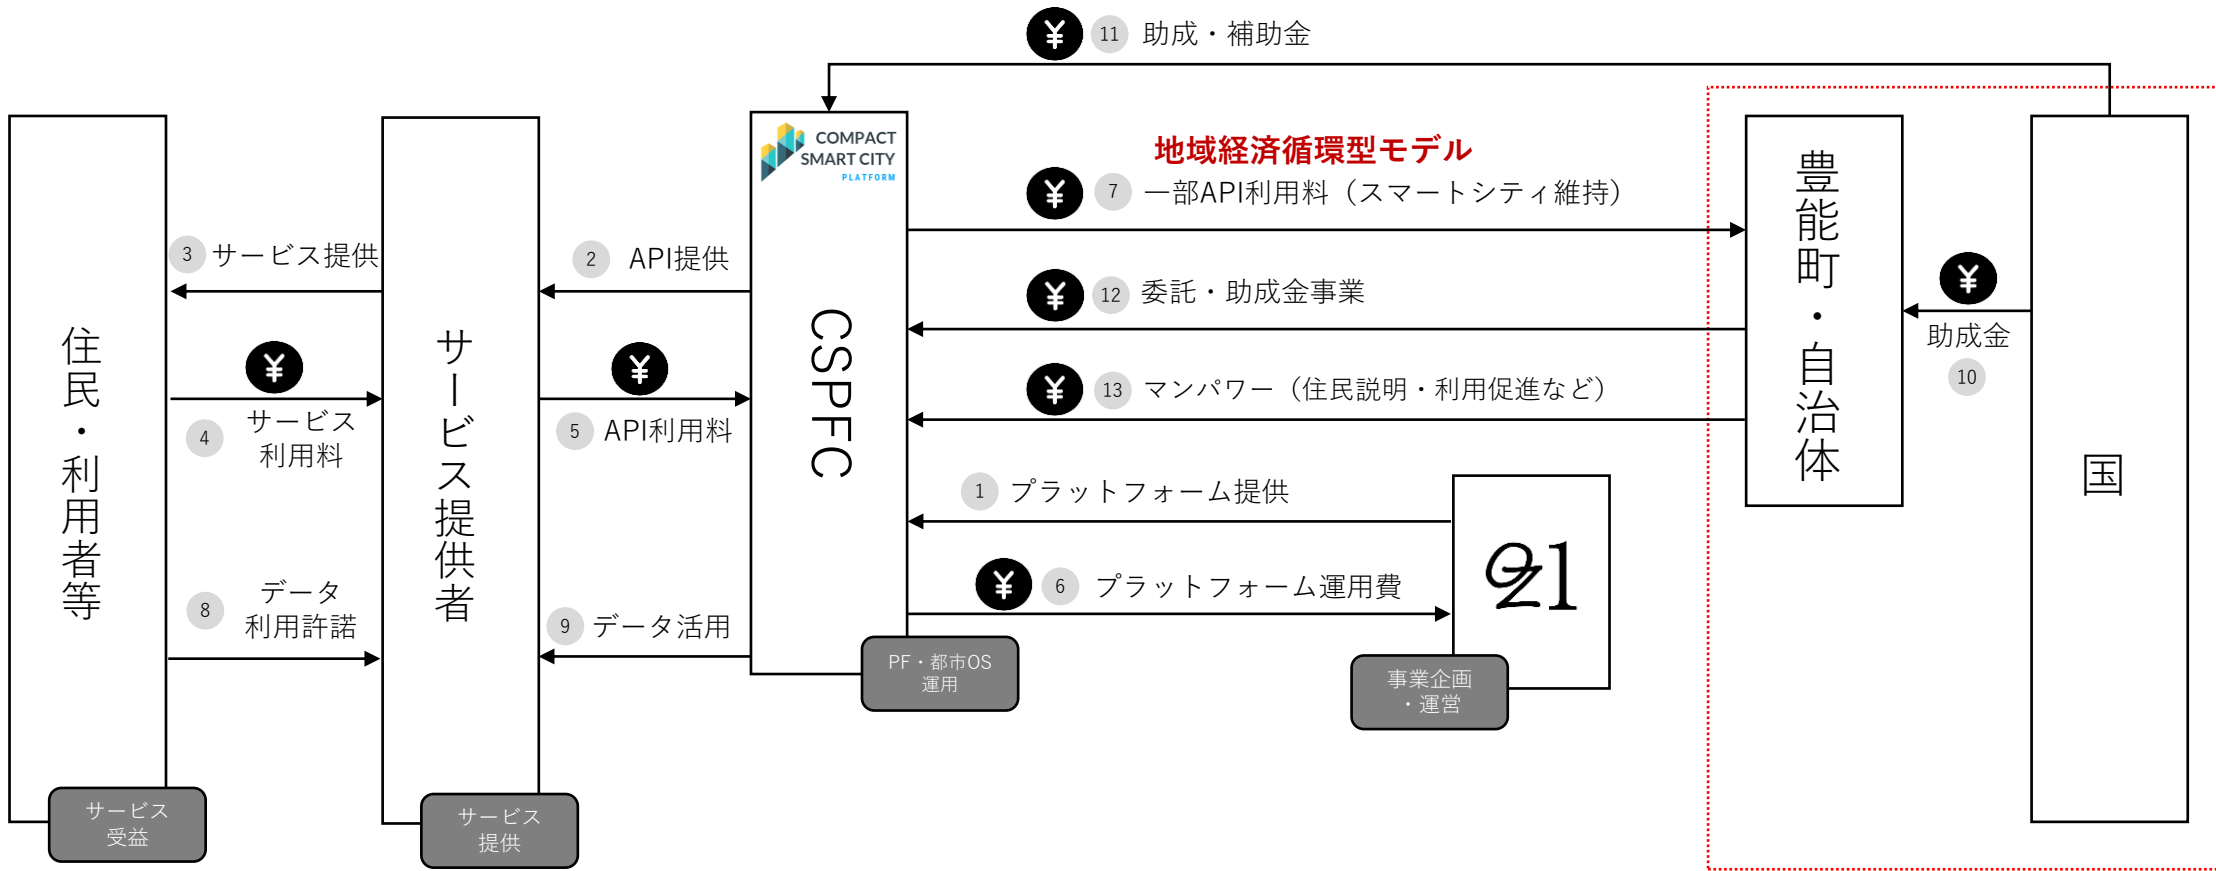 ¥ 11 助成・補助金
COMPACT
SMART CITY
PLATFORM
地域経済循環型モデル
¥ 7 一部API利用料（スマートシティ維持）
3 サービス提供
2 API提供
¥ 12 委託・助成金事業
¥
助成金
10
¥
4 サービス
利用料
¥
5 API利用料
¥ 13 マンパワー（住民説明・利用促進など）
1 プラットフォーム提供
¥ 6 プラットフォーム運用費
8 データ
利用許諾
9 データ活用
住民・利用者等
サービス提供者
CSPFC
豊能町・自治体
国
PF・都市OS
運用
事業企画
・運営
サービス
受益
サービス
提供